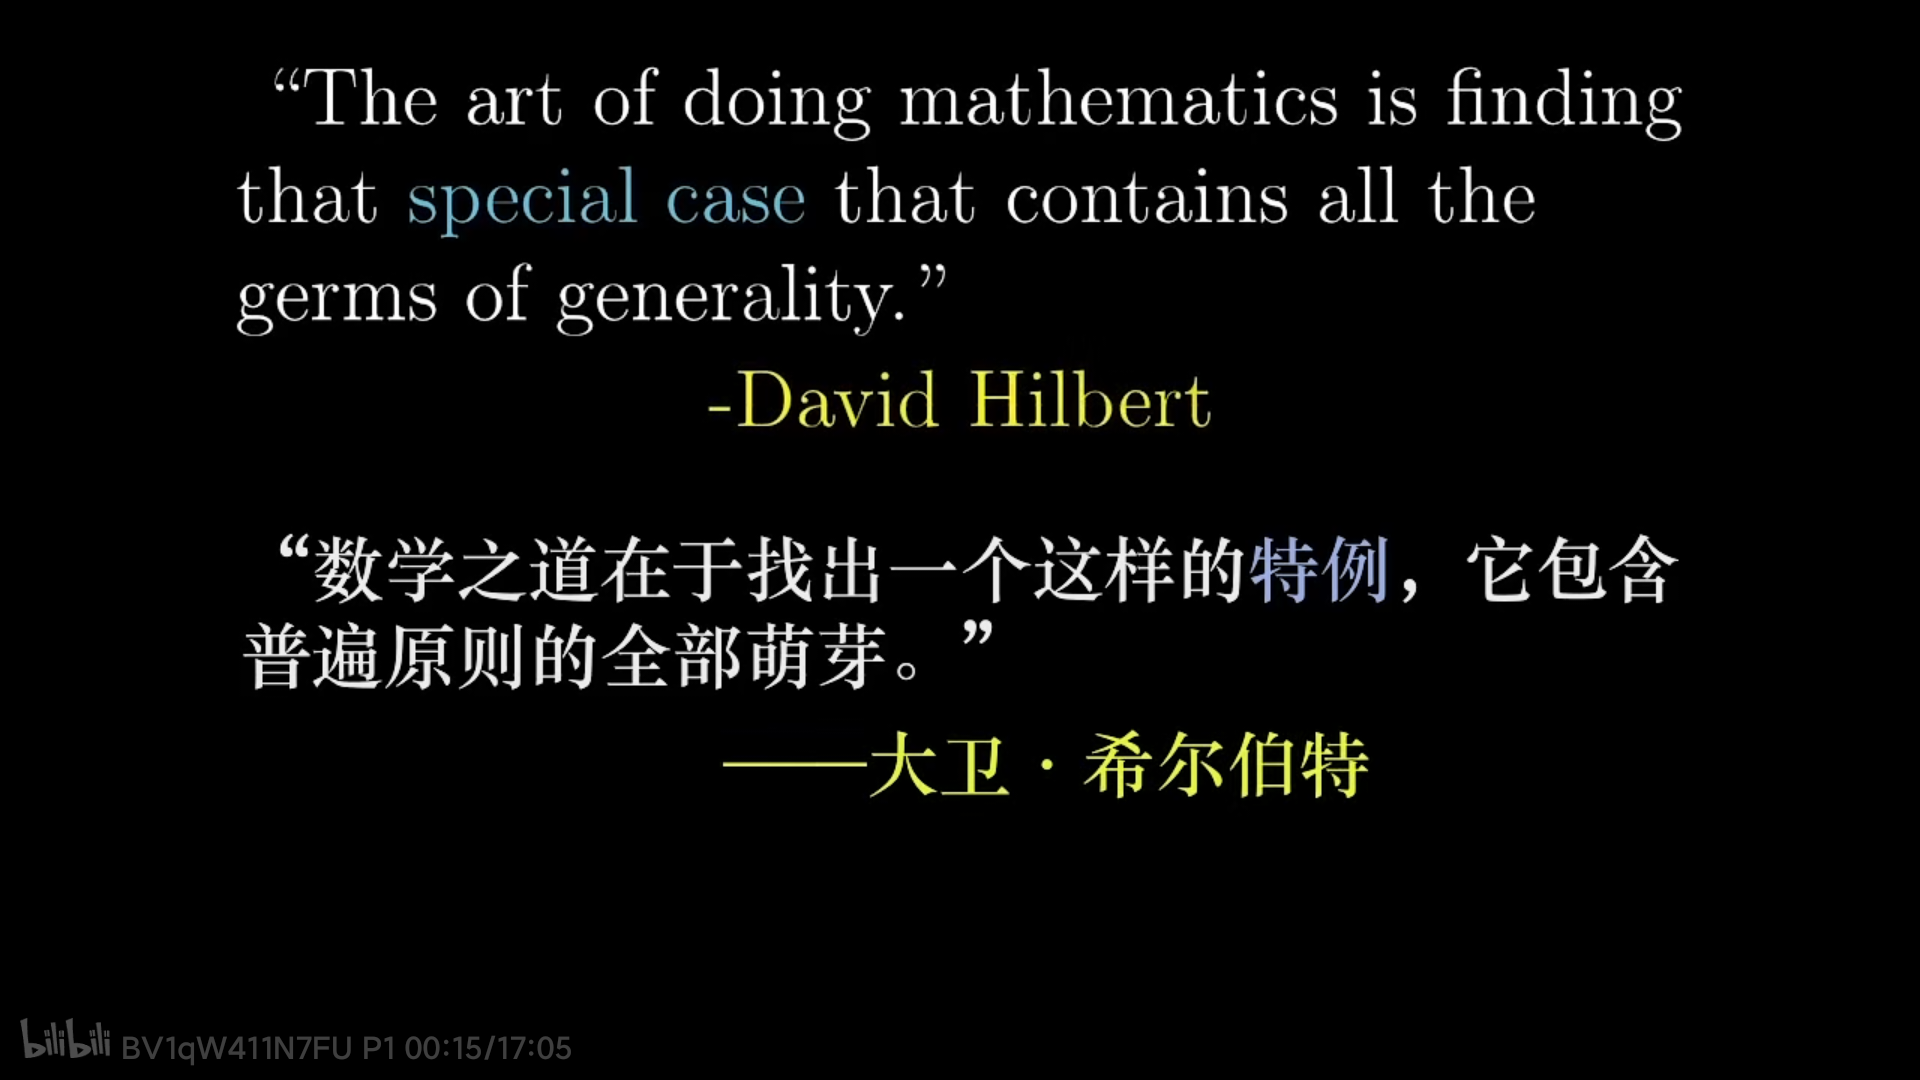 “The art of doing mathematics is finding
that special case that contains all the
germs of generality.”
-David Hilbert
“数学之道在于找出一个这样的特例，它包含
普遍原则的全部萌芽。”
——大卫·希尔伯特
bilibili BV1qW411N7FU P1 00:15/17:05